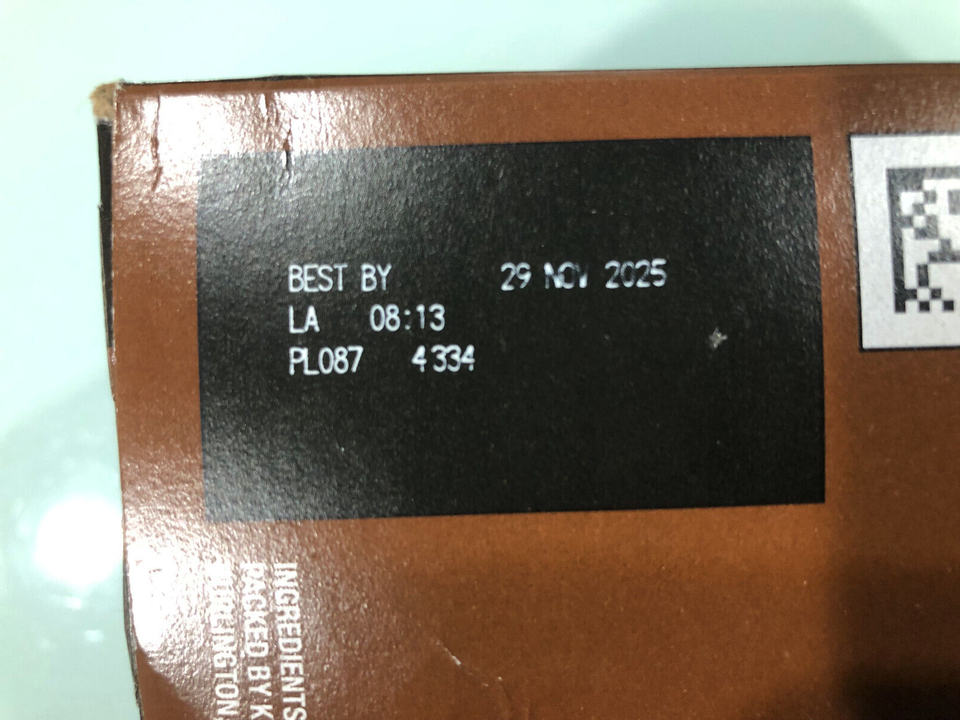 BEST BY 29 NOV 2025
LA 08:13
PL087 4334
INGREDIENTS
PACKED BY K